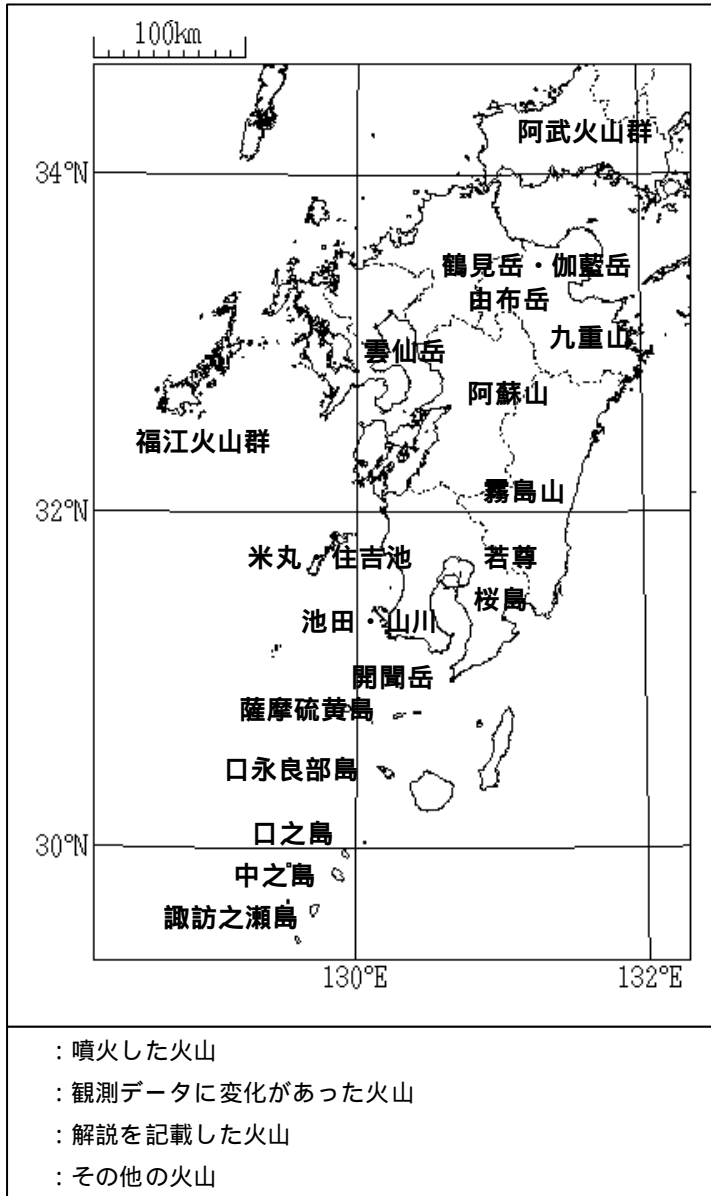 100km
阿武火山群
34°N
鶴見岳・伽藍岳
由布岳
九重山
雲仙岳
阿蘇山
福江火山群
霧島山
32°N
米丸 住吉池 若尊
桜島
池田・山川
開聞岳
薩摩硫黄島
口永良部島
口之島
30°N
中之島
諏訪之瀬島
130°E 132°E
：噴火した火山
：観測データに変化があった火山
：解説を記載した火山
：その他の火山